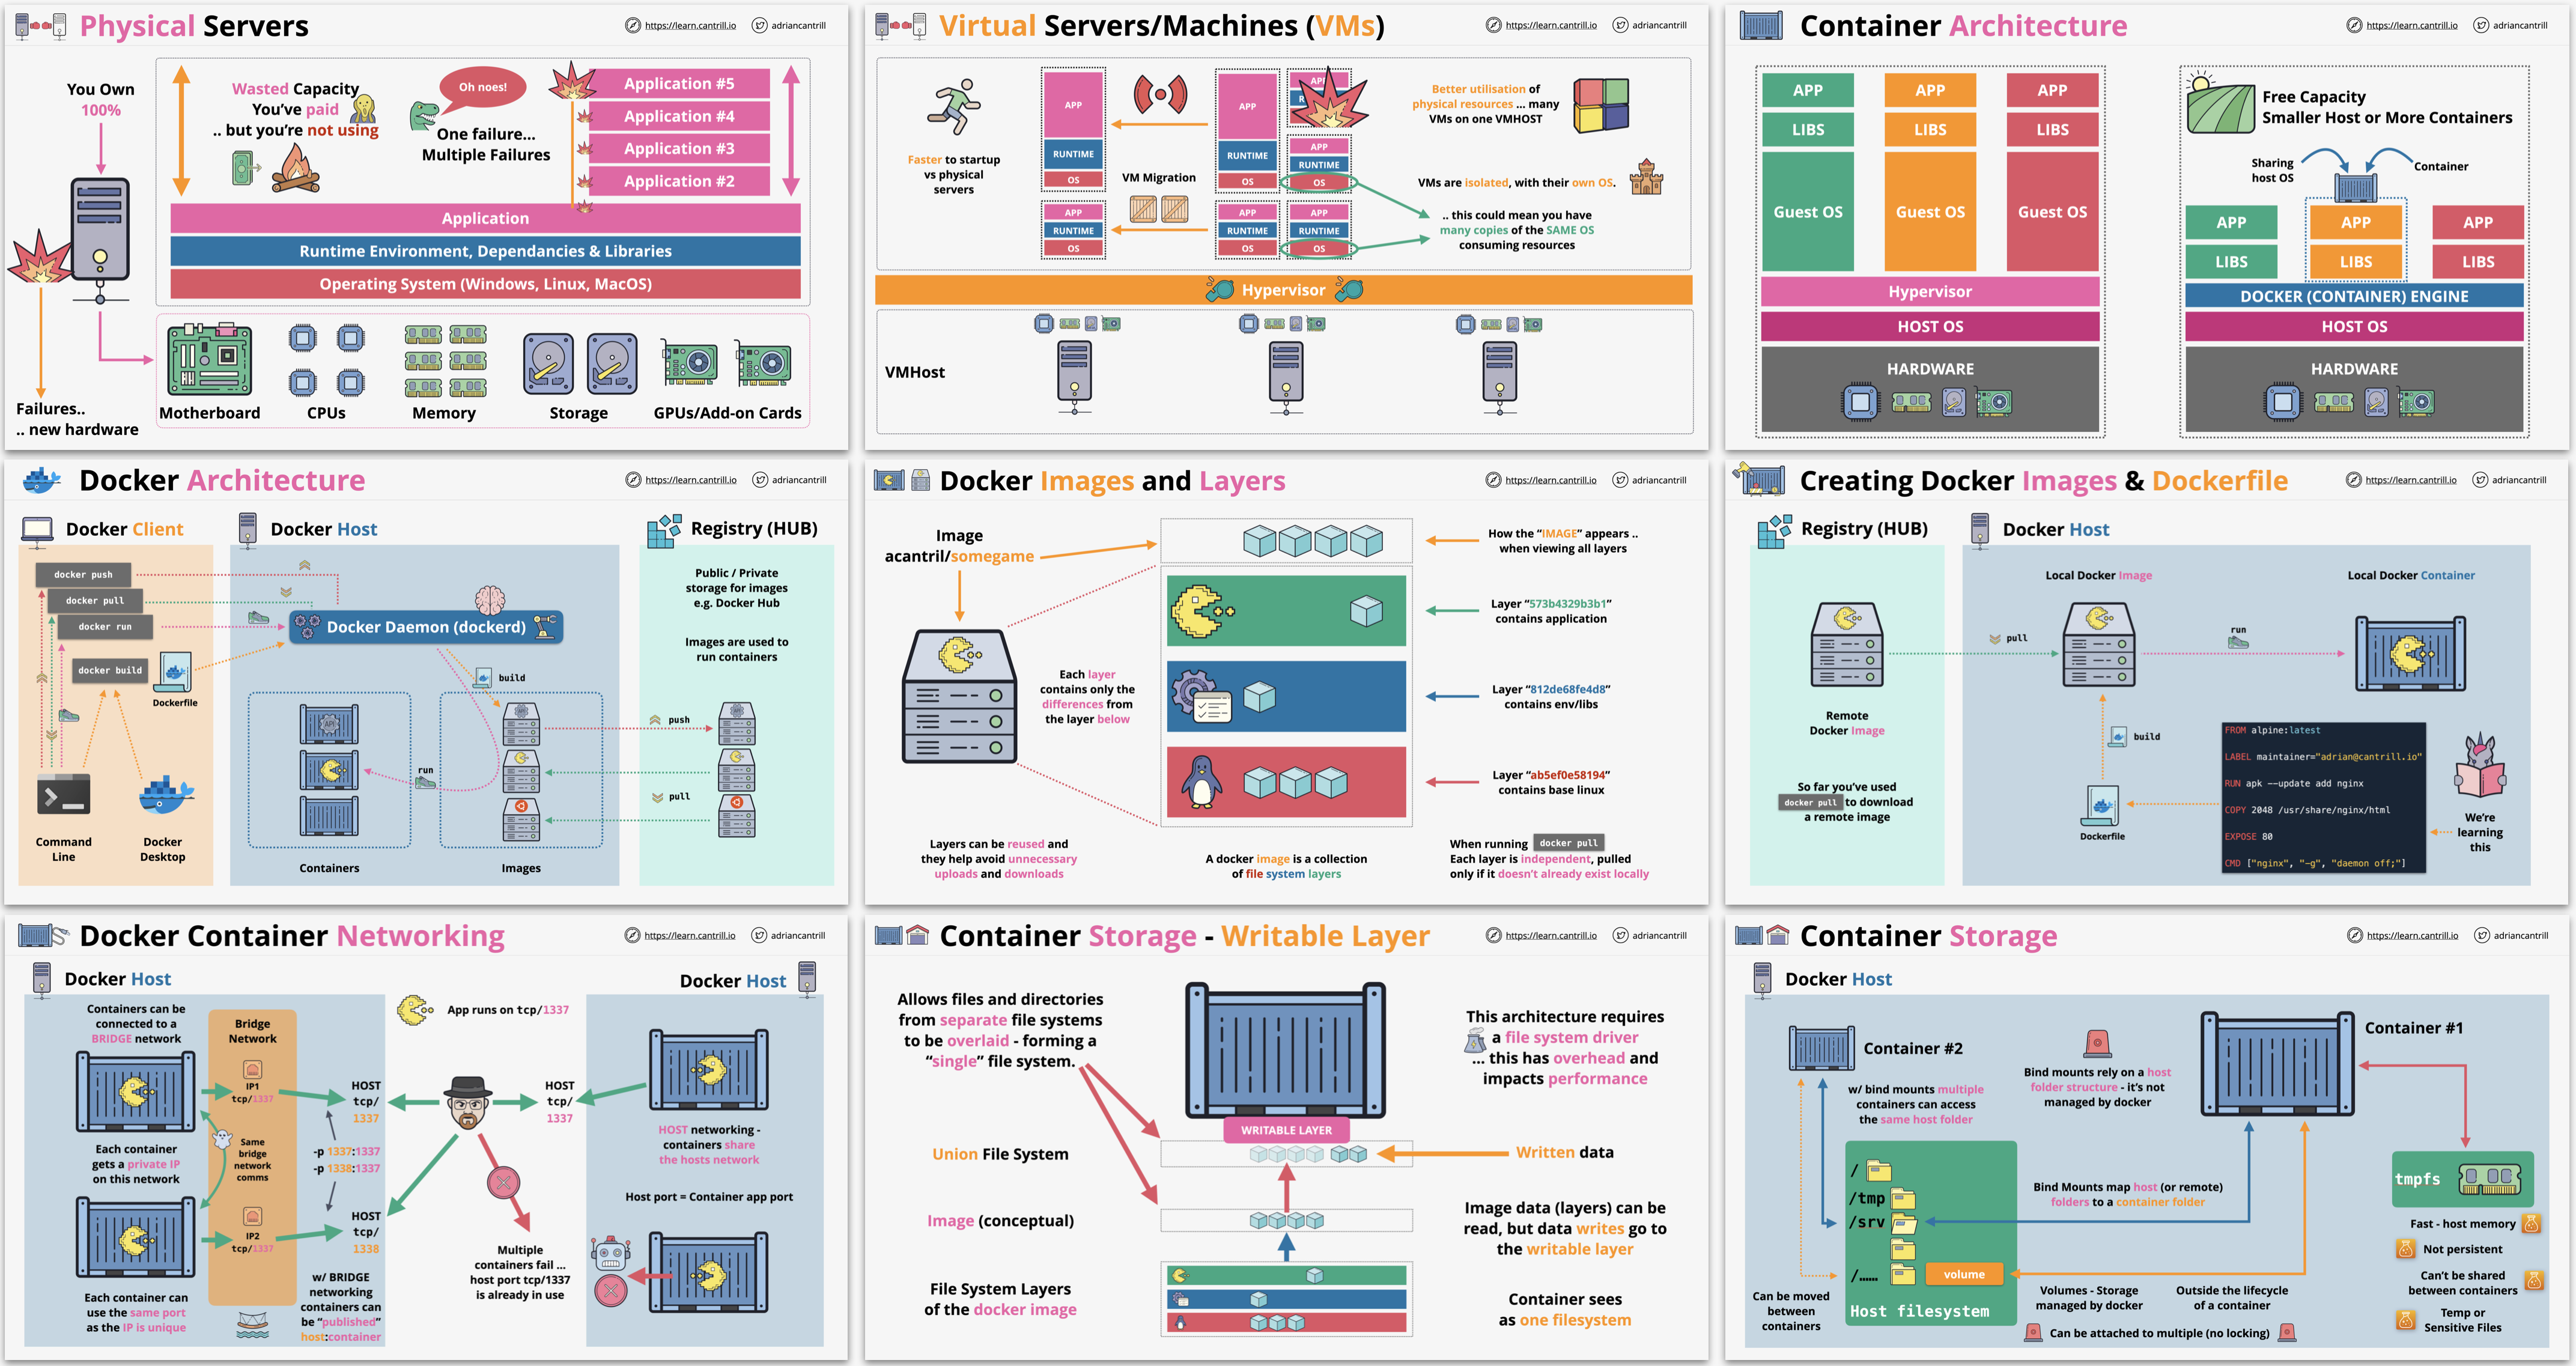 Physical Servers
https://learn.cantrill.io
adriancantrill
You Own
100%
Wasted Capacity
You've paid
.. but you're not using
Oh noes!
One failure...
Multiple Failures
Application #5
Application #4
Application #3
Application #2
Application
Runtime Environment, Dependancies & Libraries
Operating System (Windows, Linux, MacOS)
Failures..
.. new hardware
Motherboard
CPUs
Memory
Storage
GPUs/Add-on Cards
Virtual Servers/Machines (VMs)
https://learn.cantrill.io
adriancantrill
Faster to startup
vs physical
servers
APP
RUNTIME
OS
APP
RUNTIME
OS
VM Migration
APP
RUNTIME
OS
APP
RUNTIME
OS
APP
APP
RUNTIME
OS
APP
RUNTIME
OS
Better utilisation of
physical resources ... many
VMs on one VMHOST
VMs are isolated, with their own OS.
.. this could mean you have
many copies of the SAME OS
consuming resources
Hypervisor
VMHost
Container Architecture
https://learn.cantrill.io
adriancantrill
APP
APP
APP
LIBS
LIBS
LIBS
Guest OS
Guest OS
Guest OS
Hypervisor
HOST OS
HARDWARE
Free Capacity
Smaller Host or More Containers
Sharing
host OS
Container
APP
APP
APP
LIBS
LIBS
LIBS
DOCKER (CONTAINER) ENGINE
HOST OS
HARDWARE
Docker Architecture
https://learn.cantrill.io
adriancantrill
Docker Client
docker push
docker pull
docker run
docker build
Dockerfile
Command
Line
Docker
Desktop
Docker Host
Docker Daemon (dockerd)
build
API
API
run
Containers
Images
push
pull
Registry (HUB)
Public / Private
storage for images
e.g. Docker Hub
Images are used to
run containers
API
Docker Images and Layers
https://learn.cantrill.io
adriancantrill
Image
acantril/somegame
Each layer
contains only the
differences from
the layer below
How the "IMAGE" appears ..
when viewing all layers
Layer "573b4329b3b1"
contains application
Layer "812de68fe4d8"
contains env/libs
Layer "ab5ef0e58194"
contains base linux
Layers can be reused and
they help avoid unnecessary
uploads and downloads
A docker image is a collection
of file system layers
When running docker pull
Each layer is independent, pulled
only if it doesn't already exist locally
Creating Docker Images & Dockerfile
https://learn.cantrill.io
adriancantrill
Registry (HUB)
Remote
Docker Image
So far you've used
docker pull to download
a remote image
Docker Host
Local Docker Image
Local Docker Container
pull
run
build
Dockerfile
FROM alpine:latest
LABEL maintainer="adrian@cantrill.io"
RUN apk --update add nginx
COPY 2048 /usr/share/nginx/html
EXPOSE 80
CMD ["nginx", "-g", "daemon off;"]
We're
learning
this
Docker Container Networking
https://learn.cantrill.io
adriancantrill
Docker Host
Containers can be
connected to a
BRIDGE network
Each container
gets a private IP
on this network
Each container can
use the same port
as the IP is unique
Bridge
Network
IP1
tcp/1337
Same
bridge
network
comms
IP2
tcp/1337
HOST
tcp/
1337
-p 1337:1337
-p 1338:1337
HOST
tcp/
1338
w/ BRIDGE
networking
containers can
be "published"
host:container
App runs on tcp/1337
HOST
tcp/
1337
Multiple
containers fail ...
host port tcp/1337
is already in use
Docker Host
HOST networking -
containers share
the hosts network
Host port = Container app port
Container Storage - Writable Layer
https://learn.cantrill.io
adriancantrill
Allows files and directories
from separate file systems
to be overlaid - forming a
"single" file system.
Union File System
Image (conceptual)
File System Layers
of the docker image
WRITABLE LAYER
This architecture requires
a file system driver
... this has overhead and
impacts performance
Written data
Image data (layers) can be
read, but data writes go to
the writable layer
Container sees
as one filesystem
Container Storage
https://learn.cantrill.io
adriancantrill
Docker Host
Container #2
w/ bind mounts multiple
containers can access
the same host folder
Bind mounts rely on a host
folder structure - it's not
managed by docker
Container #1
/
/tmp
/srv
/.....
volume
Host filesystem
Bind Mounts map host (or remote)
folders to a container folder
Can be moved
between
containers
Volumes - Storage
managed by docker
Outside the lifecycle
of a container
Can be attached to multiple (no locking)
tmpfs
Fast - host memory
Not persistent
Can't be shared
between containers
Temp or
Sensitive Files